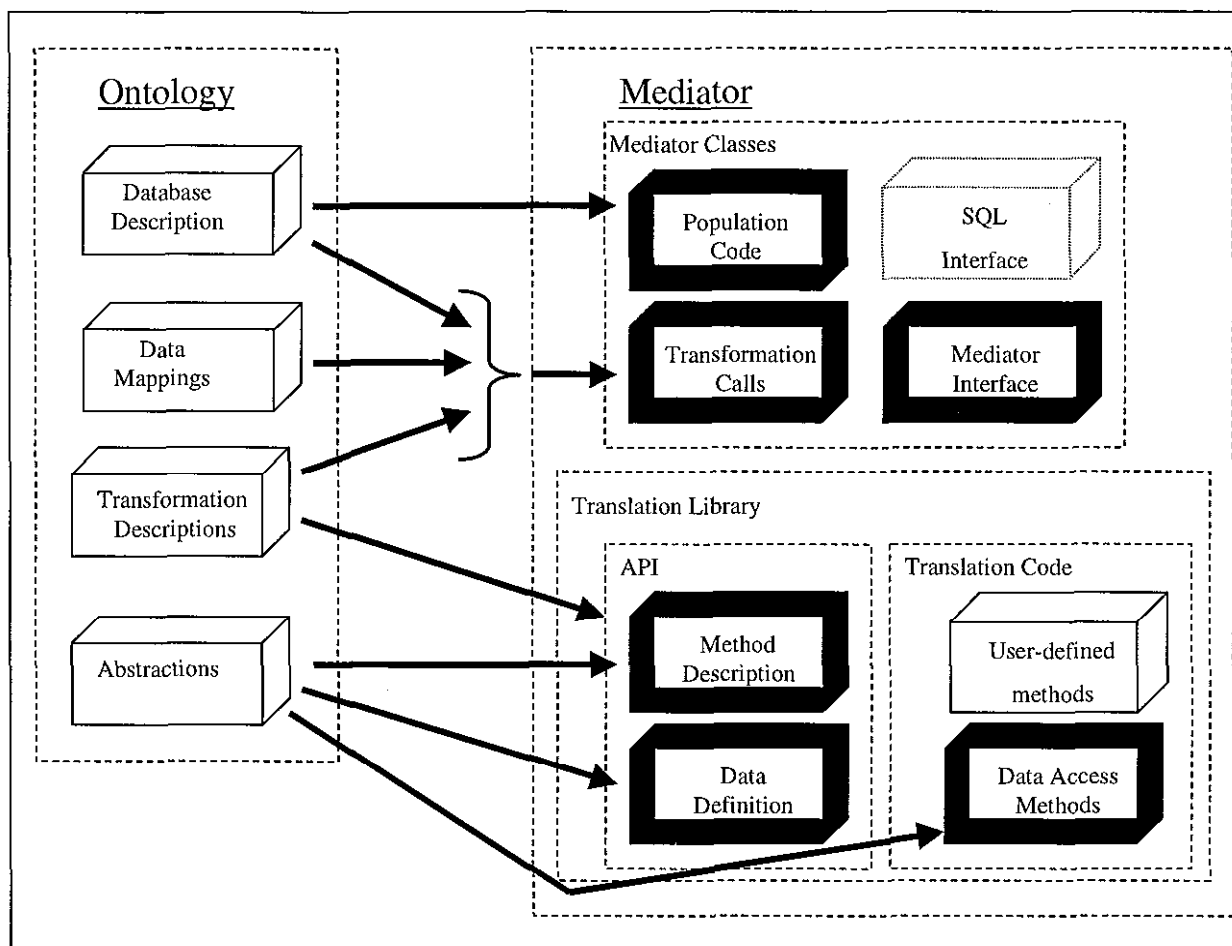 Ontology
Database
Description
Data
Mappings
Transformation
Descriptions
Abstractions
Mediator
Mediator Classes
Population
Code
SQL
Interface
Transformation
Calls
Mediator
Interface
Translation Library
API
Method
Description
Data
Definition
Translation Code
User-defined
methods
Data Access
Methods